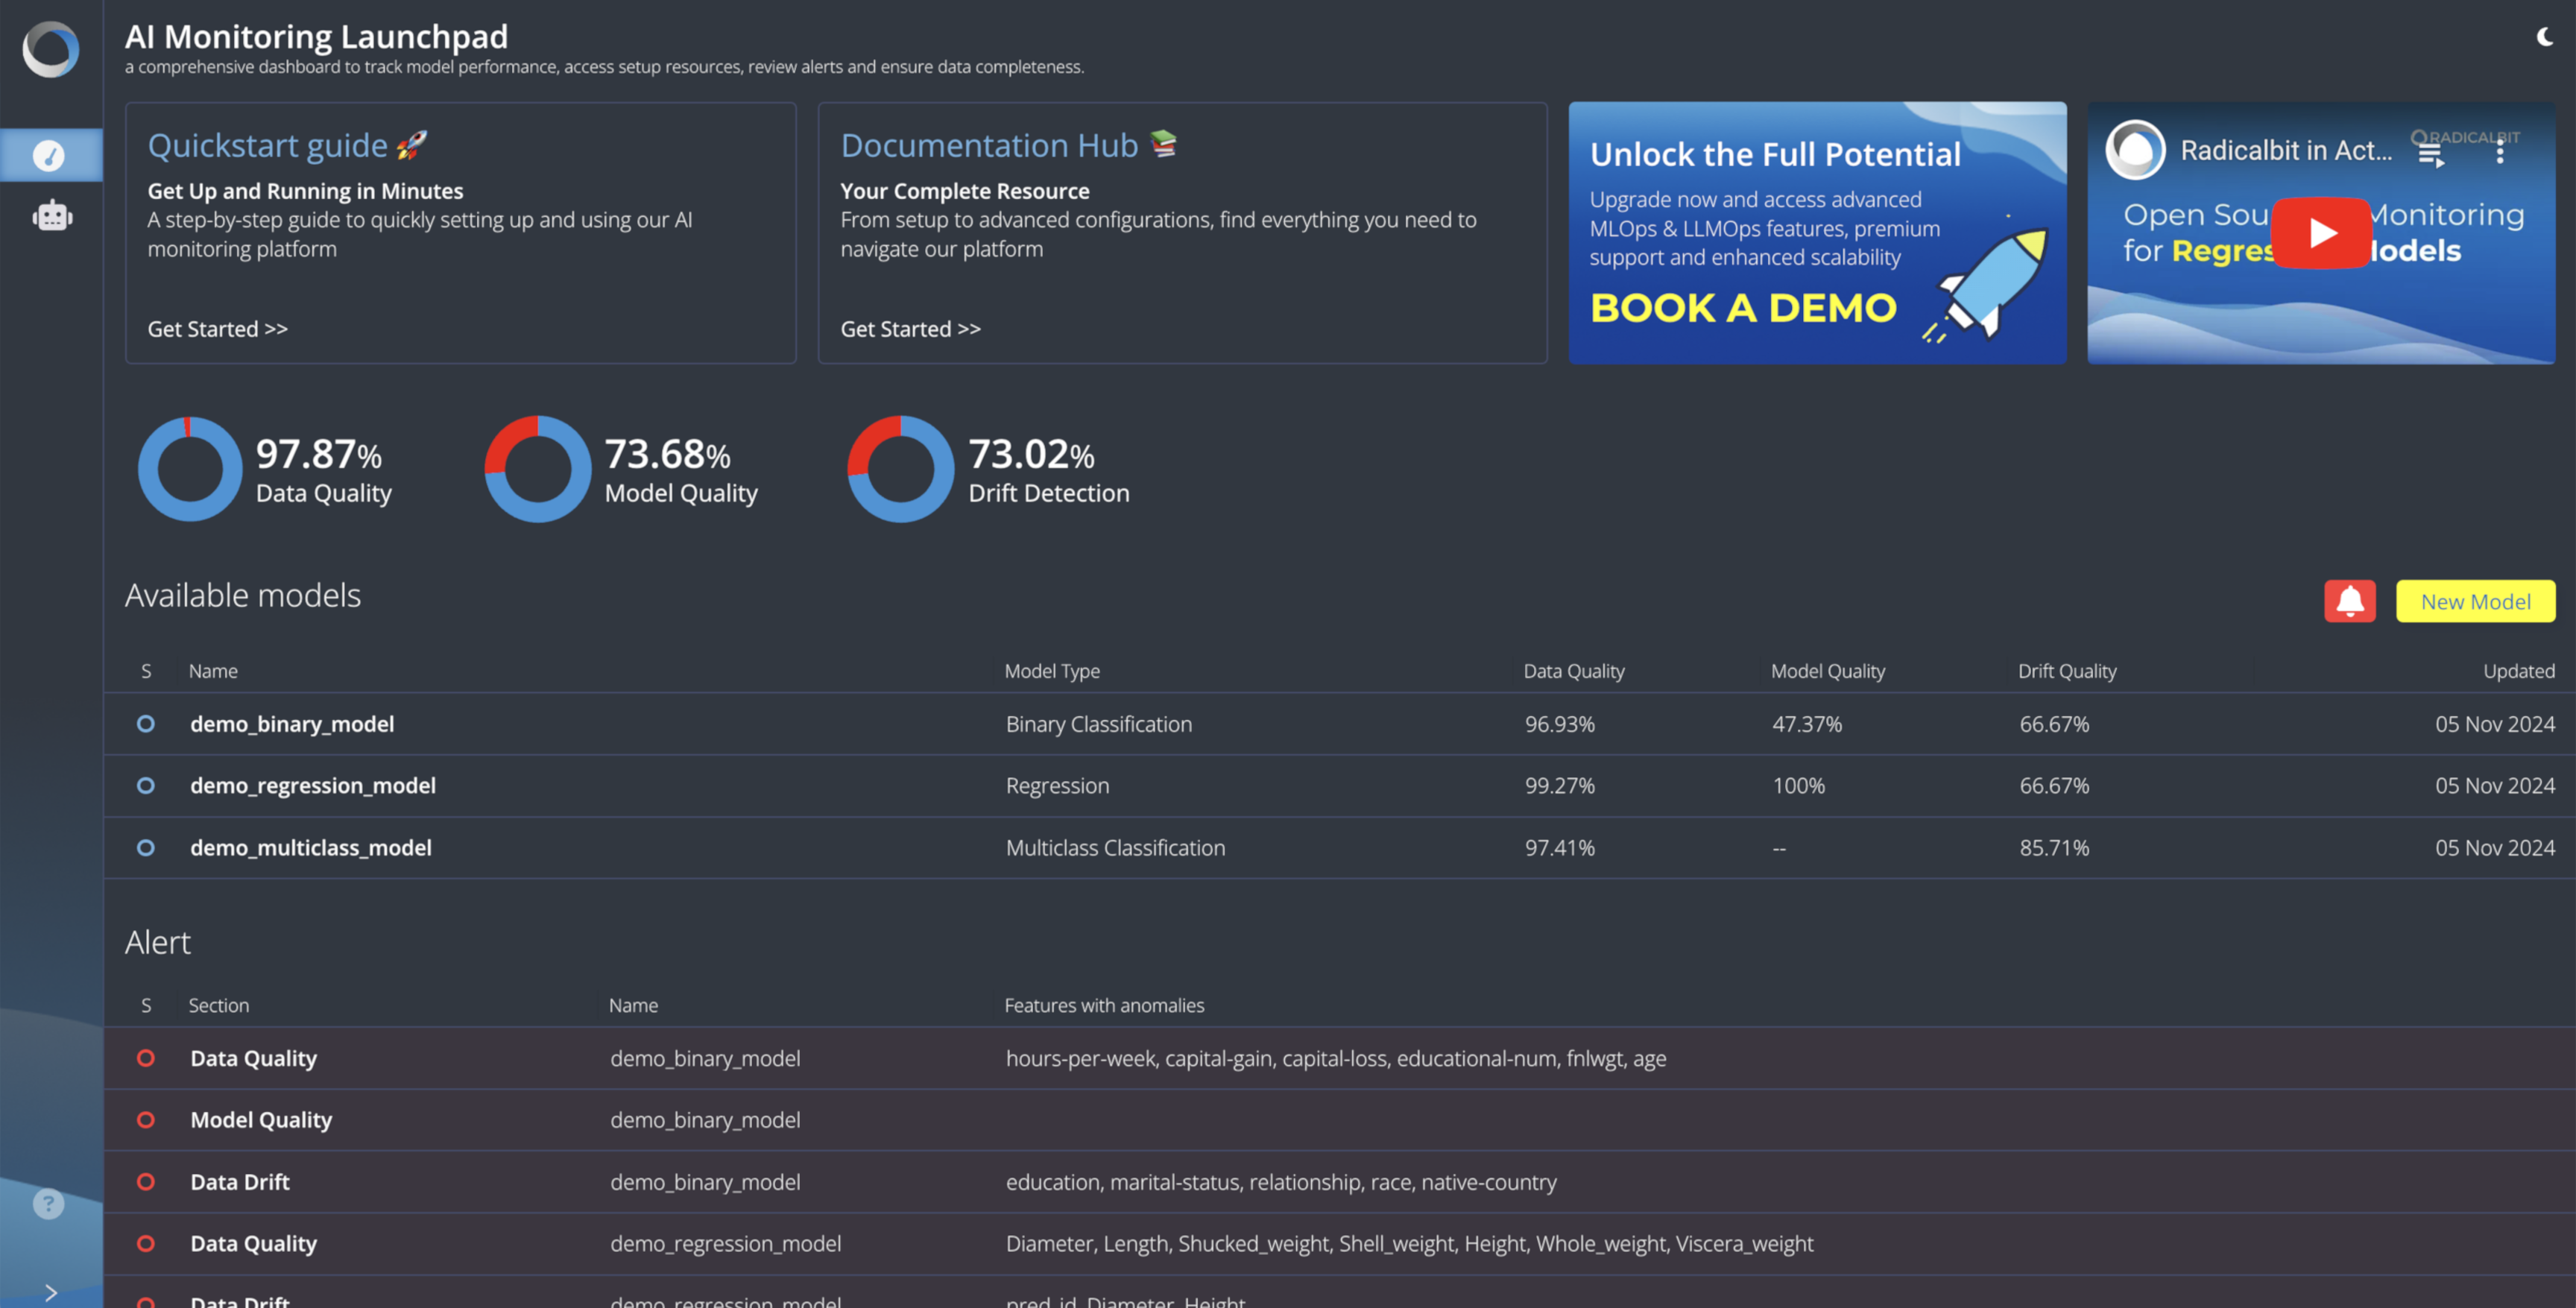 AI Monitoring Launchpad
a comprehensive dashboard to track model performance, access setup resources, review alerts and ensure data completeness.
Quickstart guide
Get Up and Running in Minutes
A step-by-step guide to quickly setting up and using our AI
monitoring platform
Get Started >>
Documentation Hub
Your Complete Resource
From setup to advanced configurations, find everything you need to
navigate our platform
Get Started >>
Unlock the Full Potential
Upgrade now and access advanced
MLOps & LLMOps features, premium
support and enhanced scalability
BOOK A DEMO
RADICALBIT
Radicalbit in Act...
Open Sou Monitoring
for Regres odels
97.87%
Data Quality
73.68%
Model Quality
73.02%
Drift Detection
Available models
New Model
S Name Model Type Data Quality Model Quality Drift Quality Updated
demo_binary_model Binary Classification 96.93% 47.37% 66.67% 05 Nov 2024
demo_regression_model Regression 99.27% 100% 66.67% 05 Nov 2024
demo_multiclass_model Multiclass Classification 97.41% -- 85.71% 05 Nov 2024
Alert
S Section Name Features with anomalies
Data Quality demo_binary_model hours-per-week, capital-gain, capital-loss, educational-num, fnlwgt, age
Model Quality demo_binary_model
Data Drift demo_binary_model education, marital-status, relationship, race, native-country
Data Quality demo_regression_model Diameter, Length, Shucked_weight, Shell_weight, Height, Whole_weight, Viscera_weight
Data Drift demo_regression_model pred_id, Diameter, Height
?